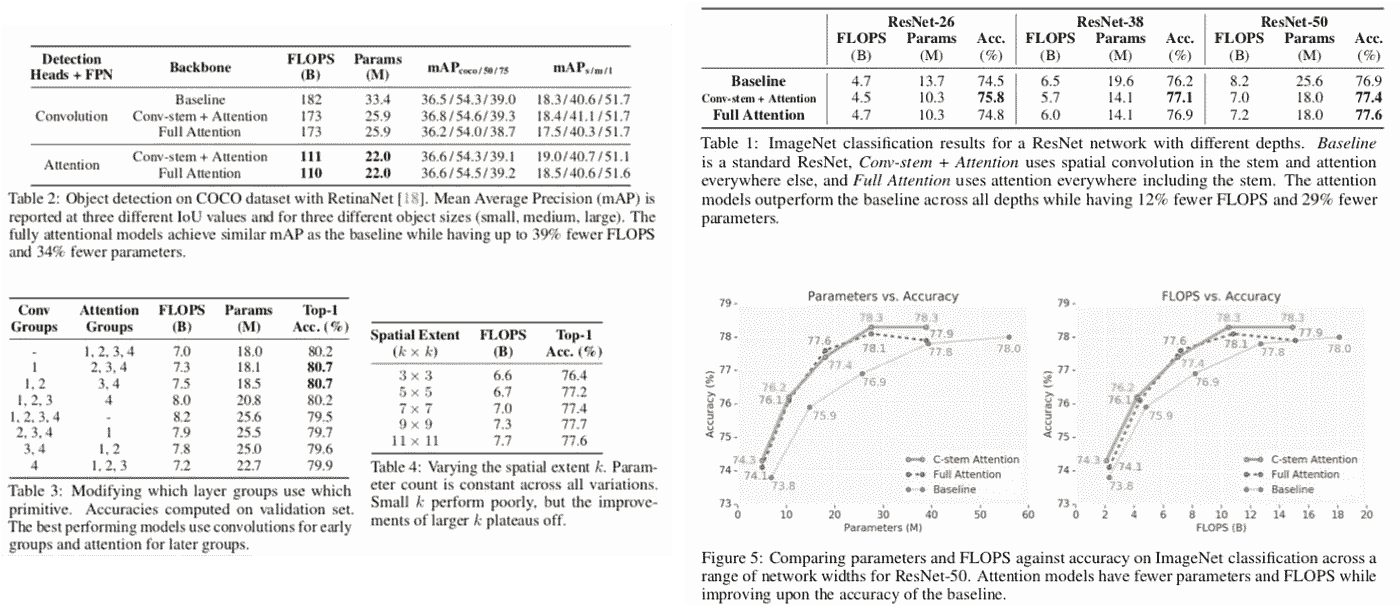 Detection Heads + FPN | Backbone | FLOPS (B) | Params (M) | mAPcoco/50/75 | mAPs/m/l
Convolution | Baseline | 182 | 33.4 | 36.5/54.3/39.0 | 18.3/40.6/51.7
Conv-stem + Attention | 173 | 25.9 | 36.8/54.6/39.3 | 18.4/41.1/51.7
Full Attention | 173 | 25.9 | 36.2/54.0/38.7 | 17.5/40.3/51.7
Attention | Conv-stem + Attention | 111 | 22.0 | 36.6/54.3/39.1 | 19.0/40.7/51.1
Full Attention | 110 | 22.0 | 36.6/54.5/39.2 | 18.5/40.6/51.6
Table 2: Object detection on COCO dataset with RetinaNet [18]. Mean Average Precision (mAP) is
reported at three different IoU values and for three different object sizes (small, medium, large). The
fully attentional models achieve similar mAP as the baseline while having up to 39% fewer FLOPS
and 34% fewer parameters.
Conv Groups | Attention Groups | FLOPS (B) | Params (M) | Top-1 Acc. (%)
- | 1, 2, 3, 4 | 7.0 | 18.0 | 80.2
1 | 2, 3, 4 | 7.3 | 18.1 | 80.7
1, 2 | 3, 4 | 7.5 | 18.5 | 80.7
1, 2, 3 | 4 | 8.0 | 20.8 | 80.2
1, 2, 3, 4 | - | 8.2 | 25.6 | 79.5
2, 3, 4 | 1 | 7.9 | 25.5 | 79.7
3, 4 | 1, 2 | 7.8 | 25.0 | 79.6
4 | 1, 2, 3 | 7.2 | 22.7 | 79.9
Table 3: Modifying which layer groups use which
primitive. Accuracies computed on validation set.
The best performing models use convolutions for early
groups and attention for later groups.
Spatial Extent (k × k) | FLOPS (B) | Top-1 Acc. (%)
3 × 3 | 6.6 | 76.4
5 × 5 | 6.7 | 77.2
7 × 7 | 7.0 | 77.4
9 × 9 | 7.3 | 77.7
11 × 11 | 7.7 | 77.6
Table 4: Varying the spatial extent k. Param-
eter count is constant across all variations.
Small k perform poorly, but the improve-
ments of larger k plateaus off.
ResNet-26 | ResNet-38 | ResNet-50
FLOPS (B) | Params (M) | Acc. (%) | FLOPS (B) | Params (M) | Acc. (%) | FLOPS (B) | Params (M) | Acc. (%)
Baseline | 4.7 | 13.7 | 74.5 | 6.5 | 19.6 | 76.2 | 8.2 | 25.6 | 76.9
Conv-stem + Attention | 4.5 | 10.3 | 75.8 | 5.7 | 14.1 | 77.1 | 7.0 | 18.0 | 77.4
Full Attention | 4.7 | 10.3 | 74.8 | 6.0 | 14.1 | 76.9 | 7.2 | 18.0 | 77.6
Table 1: ImageNet classification results for a ResNet network with different depths. Baseline
is a standard ResNet, Conv-stem + Attention uses spatial convolution in the stem and attention
everywhere else, and Full Attention uses attention everywhere including the stem. The attention
models outperform the baseline across all depths while having 12% fewer FLOPS and 29% fewer
parameters.
Parameters vs. Accuracy
Accuracy (%)
79
78
77
76
75
74
73
78.3 78.3
77.9
77.6
78.1 77.8 78.0
77.4
76.9
76.2
76.1
75.9
74.3
74.1
73.8
C-stem Attention
Full Attention
Baseline
0 10 20 30 40 50 60
Parameters (M)
FLOPS vs. Accuracy
Accuracy (%)
79
78
77
76
75
74
73
78.3 78.3
77.9
77.6
78.1 77.8 78.0
77.4
76.9
76.2
76.1
75.9
74.3
74.1
73.8
C-stem Attention
Full Attention
Baseline
0 2 4 6 8 10 12 14 16 18 20
FLOPS (B)
Figure 5: Comparing parameters and FLOPS against accuracy on ImageNet classification across a
range of network widths for ResNet-50. Attention models have fewer parameters and FLOPS while
improving upon the accuracy of the baseline.